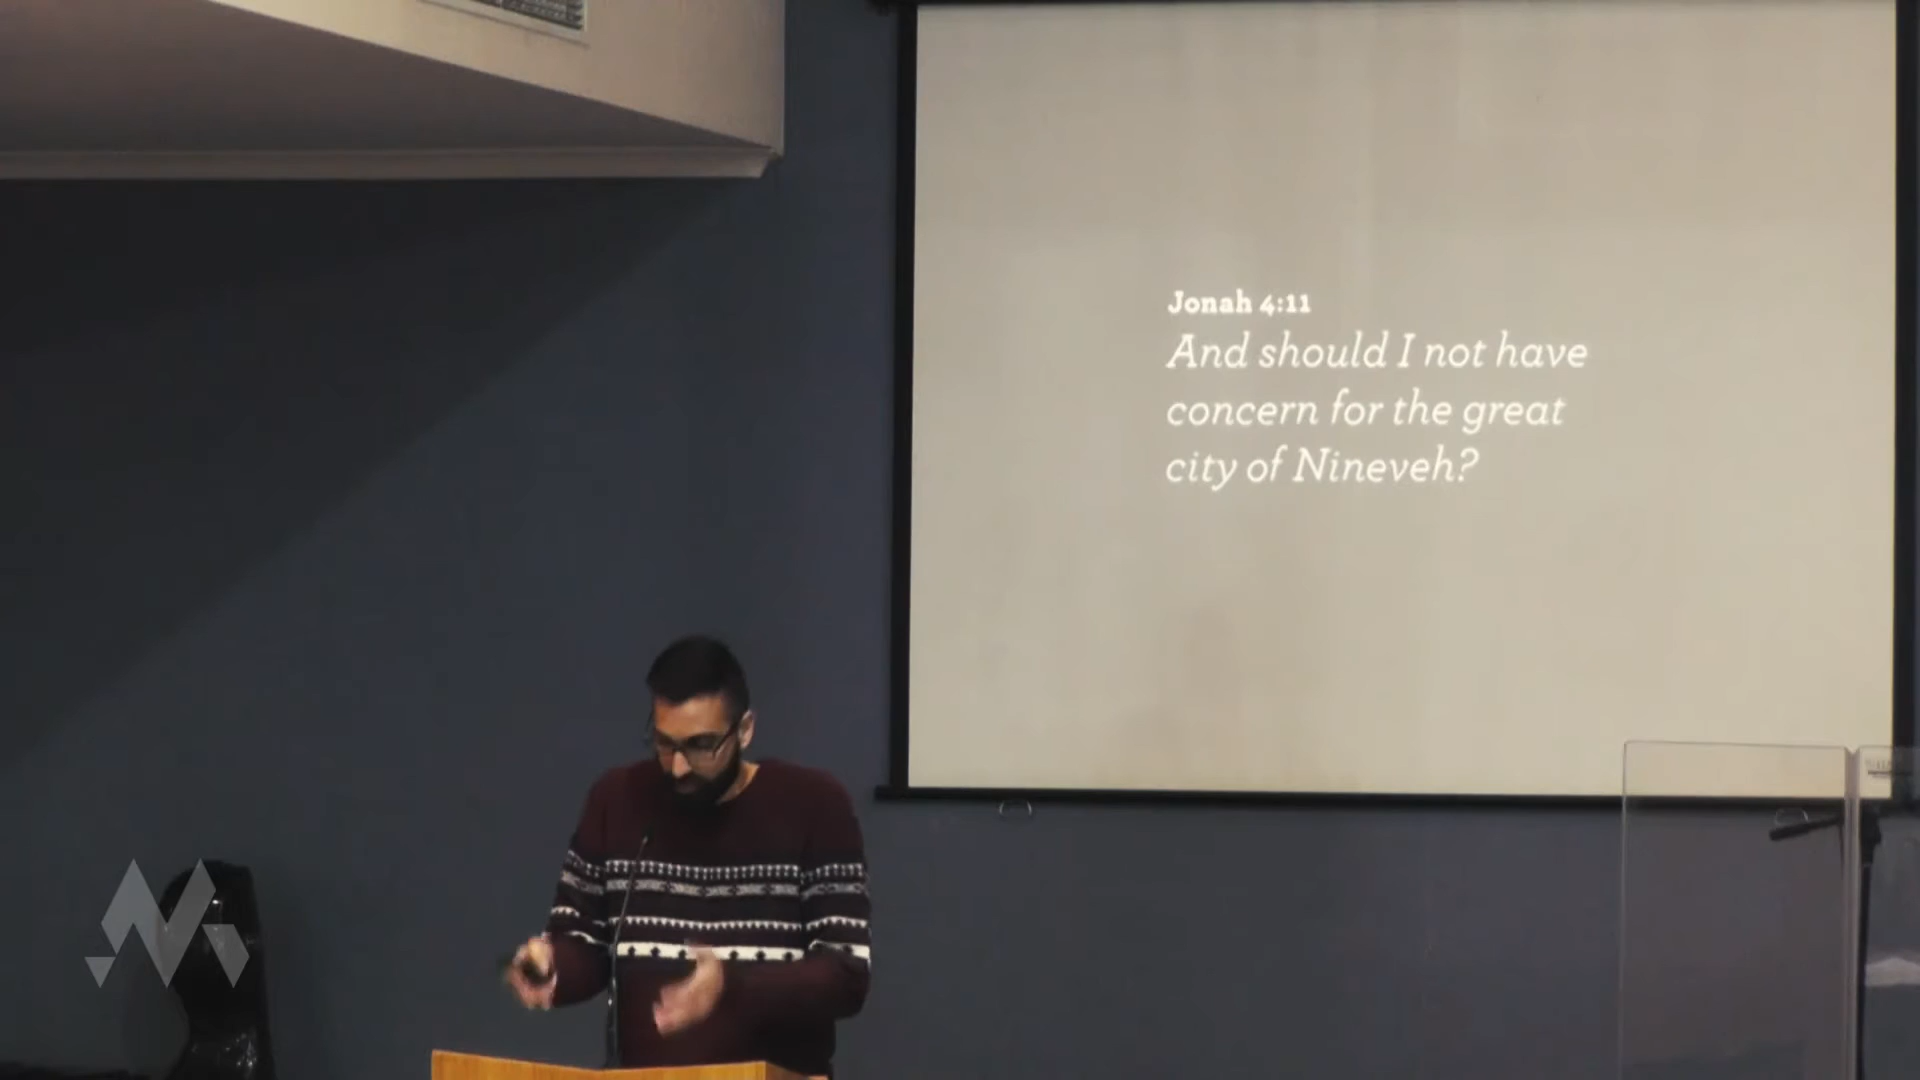 Jonah 4:11
And should I not have
concern for the great
city of Nineveh?